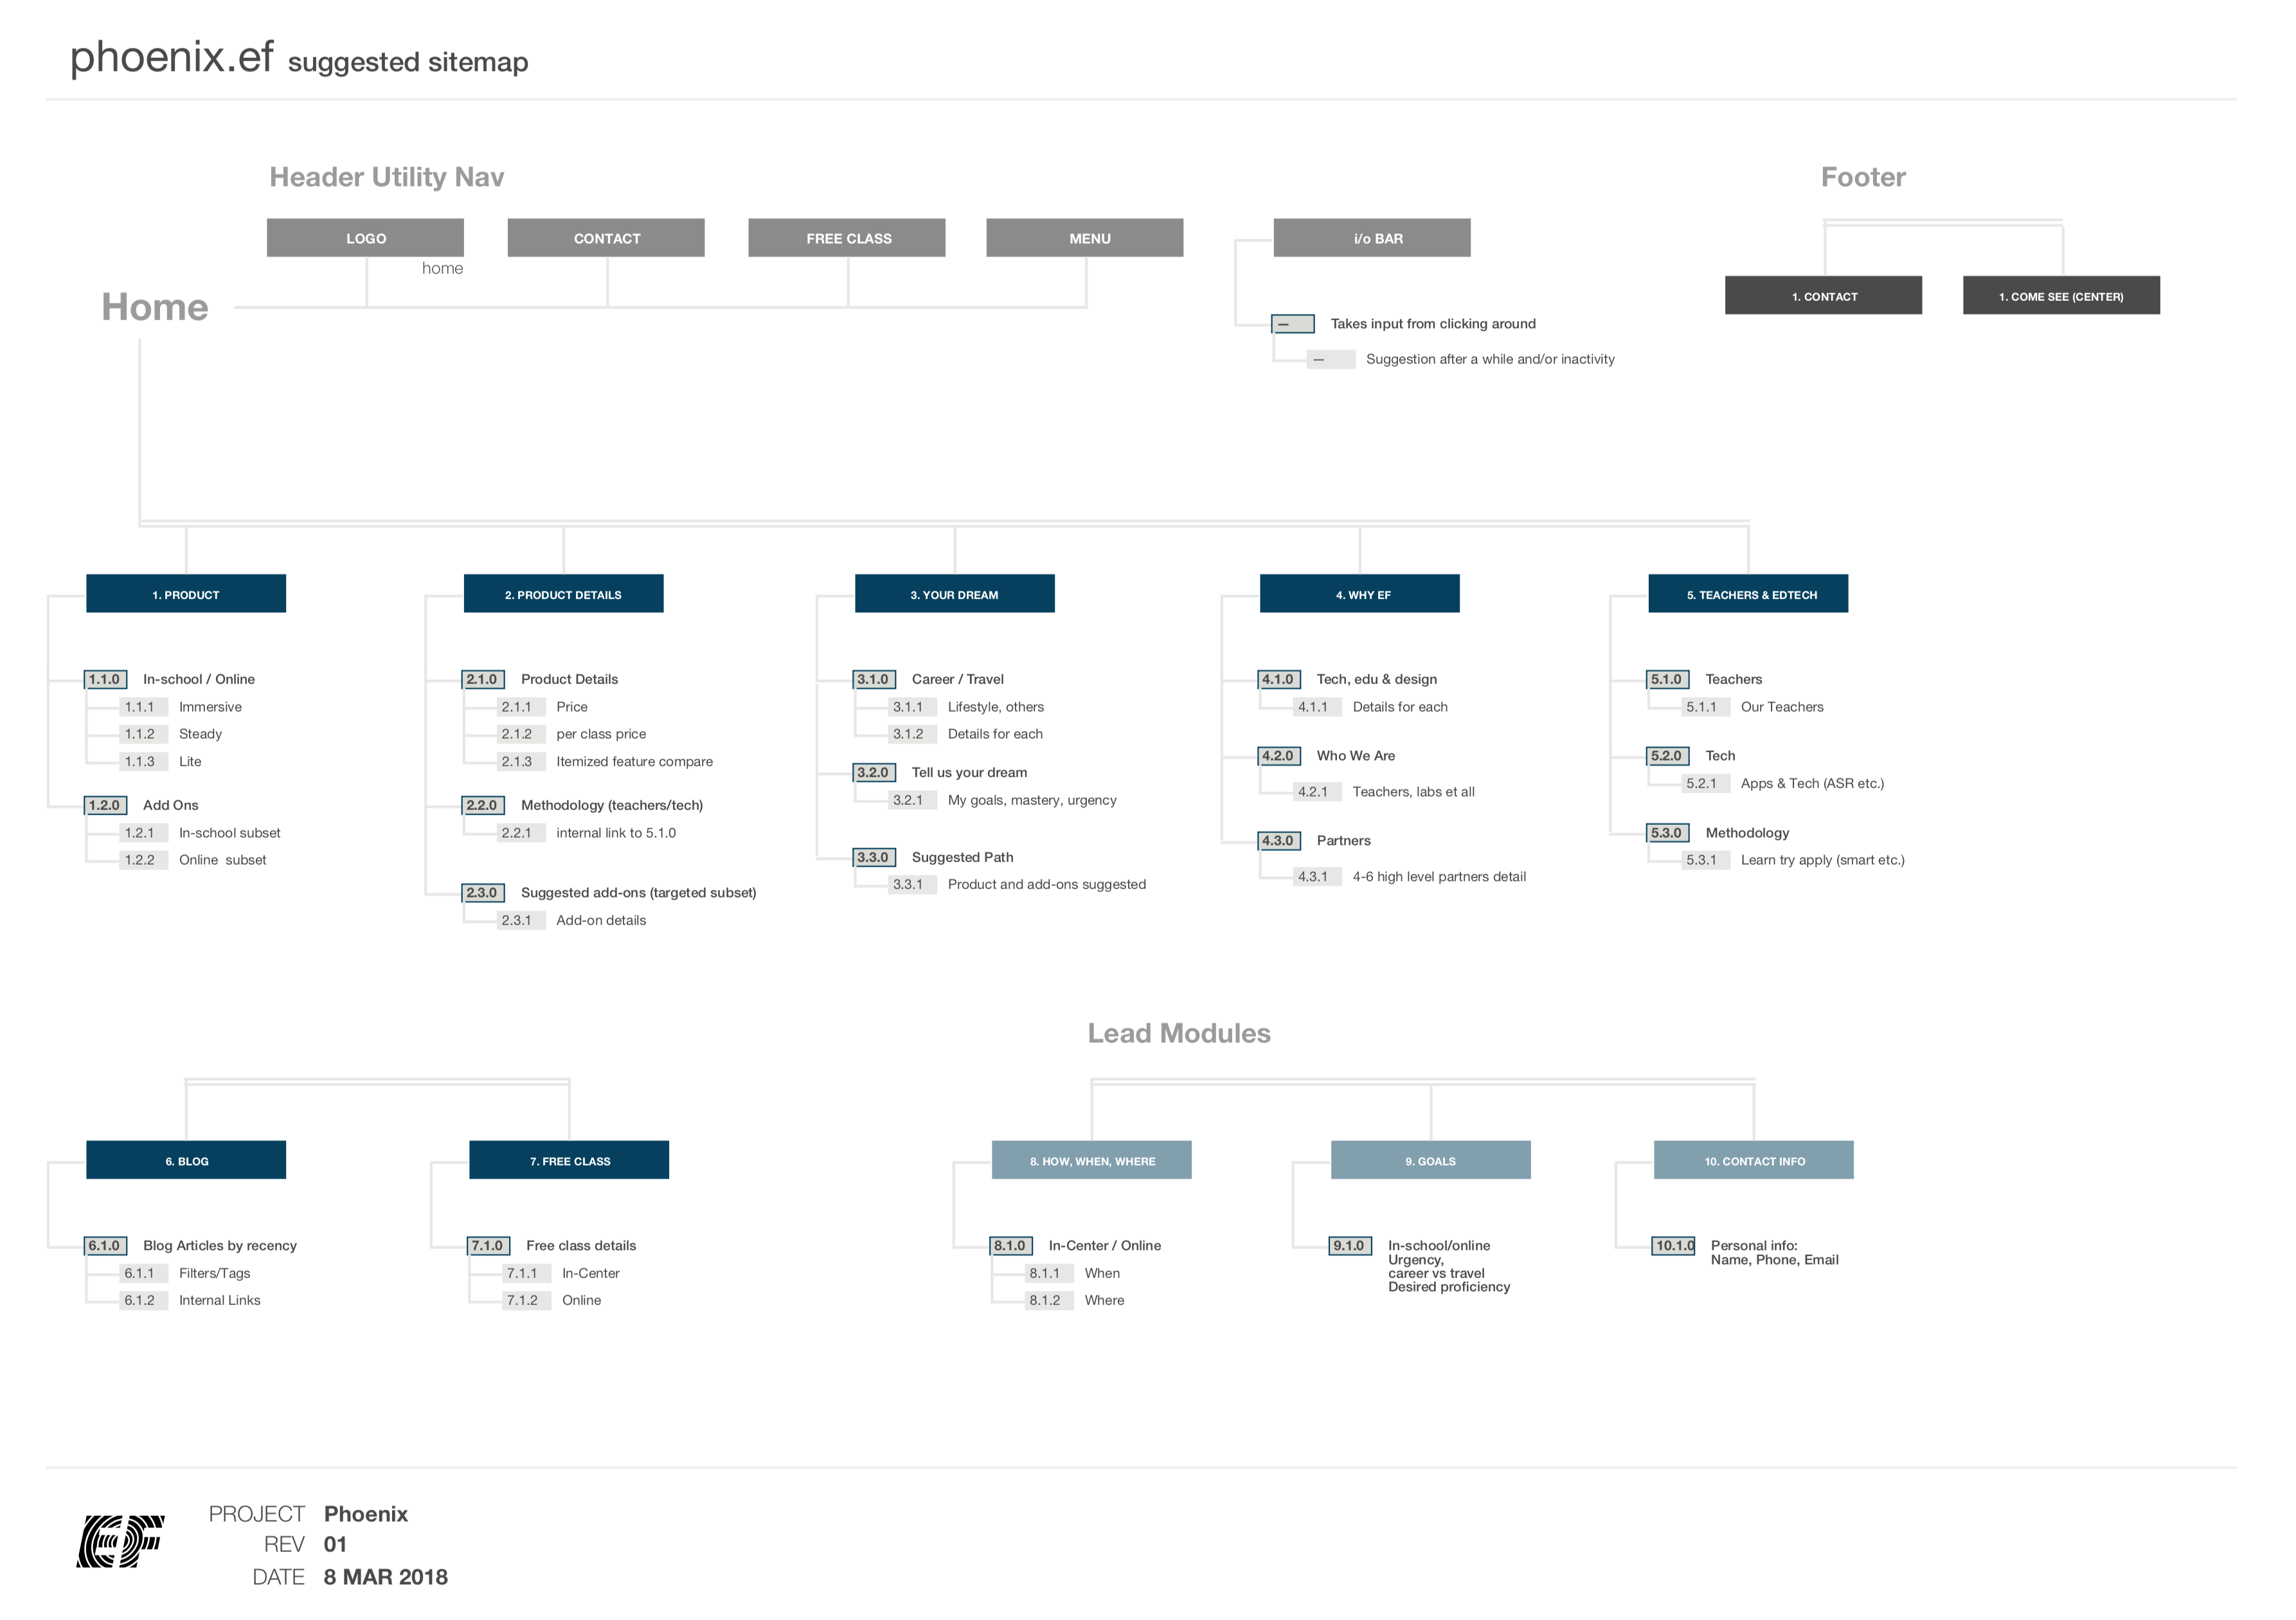 phoenix.ef suggested sitemap
Header Utility Nav
Footer
LOGO
CONTACT
FREE CLASS
MENU
i/o BAR
home
Home
1. CONTACT
1. COME SEE (CENTER)
— Takes input from clicking around
— Suggestion after a while and/or inactivity
1. PRODUCT
1.1.0 In-school / Online
1.1.1 Immersive
1.1.2 Steady
1.1.3 Lite
1.2.0 Add Ons
1.2.1 In-school subset
1.2.2 Online subset
2. PRODUCT DETAILS
2.1.0 Product Details
2.1.1 Price
2.1.2 per class price
2.1.3 Itemized feature compare
2.2.0 Methodology (teachers/tech)
2.2.1 internal link to 5.1.0
2.3.0 Suggested add-ons (targeted subset)
2.3.1 Add-on details
3. YOUR DREAM
3.1.0 Career / Travel
3.1.1 Lifestyle, others
3.1.2 Details for each
3.2.0 Tell us your dream
3.2.1 My goals, mastery, urgency
3.3.0 Suggested Path
3.3.1 Product and add-ons suggested
4. WHY EF
4.1.0 Tech, edu & design
4.1.1 Details for each
4.2.0 Who We Are
4.2.1 Teachers, labs et all
4.3.0 Partners
4.3.1 4-6 high level partners detail
5. TEACHERS & EDTECH
5.1.0 Teachers
5.1.1 Our Teachers
5.2.0 Tech
5.2.1 Apps & Tech (ASR etc.)
5.3.0 Methodology
5.3.1 Learn try apply (smart etc.)
Lead Modules
6. BLOG
6.1.0 Blog Articles by recency
6.1.1 Filters/Tags
6.1.2 Internal Links
7. FREE CLASS
7.1.0 Free class details
7.1.1 In-Center
7.1.2 Online
8. HOW, WHEN, WHERE
8.1.0 In-Center / Online
8.1.1 When
8.1.2 Where
9. GOALS
9.1.0 In-school/online
Urgency,
career vs travel
Desired proficiency
10. CONTACT INFO
10.1.0 Personal info:
Name, Phone, Email
EF
PROJECT Phoenix
REV 01
DATE 8 MAR 2018